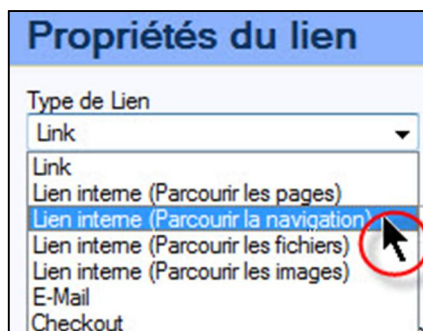 Propriétés du lien
Type de Lien
Link
Link
Lien interne (Parcourir les pages)
Lien interne (Parcourir la navigation)
Lien interne (Parcourir les fichiers)
Lien interne (Parcourir les images)
E-Mail
Checkout